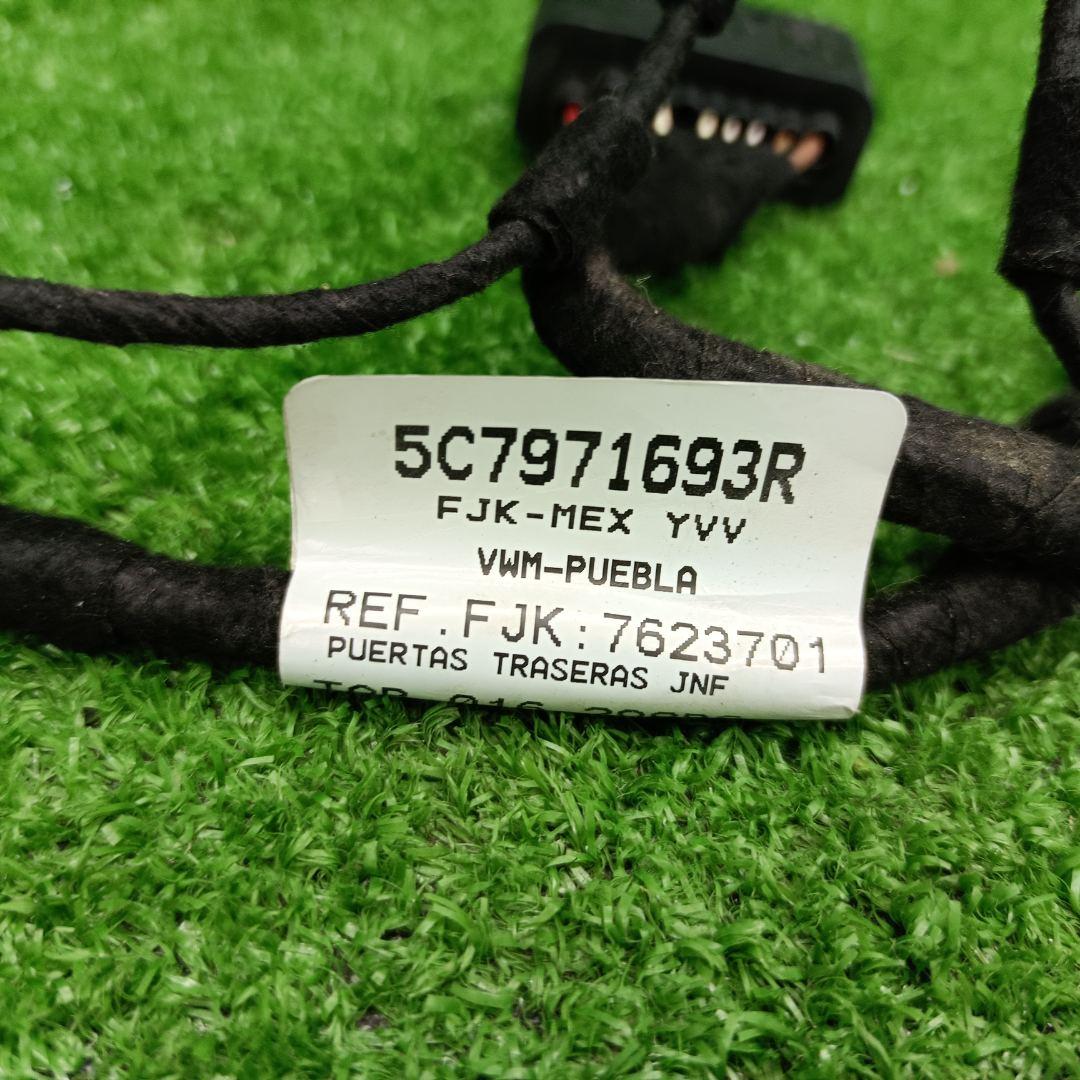 5C7971693R
FJK-MEX YVV
VWM-PUEBLA
REF.FJK:7623701
PUERTAS TRASERAS JNF